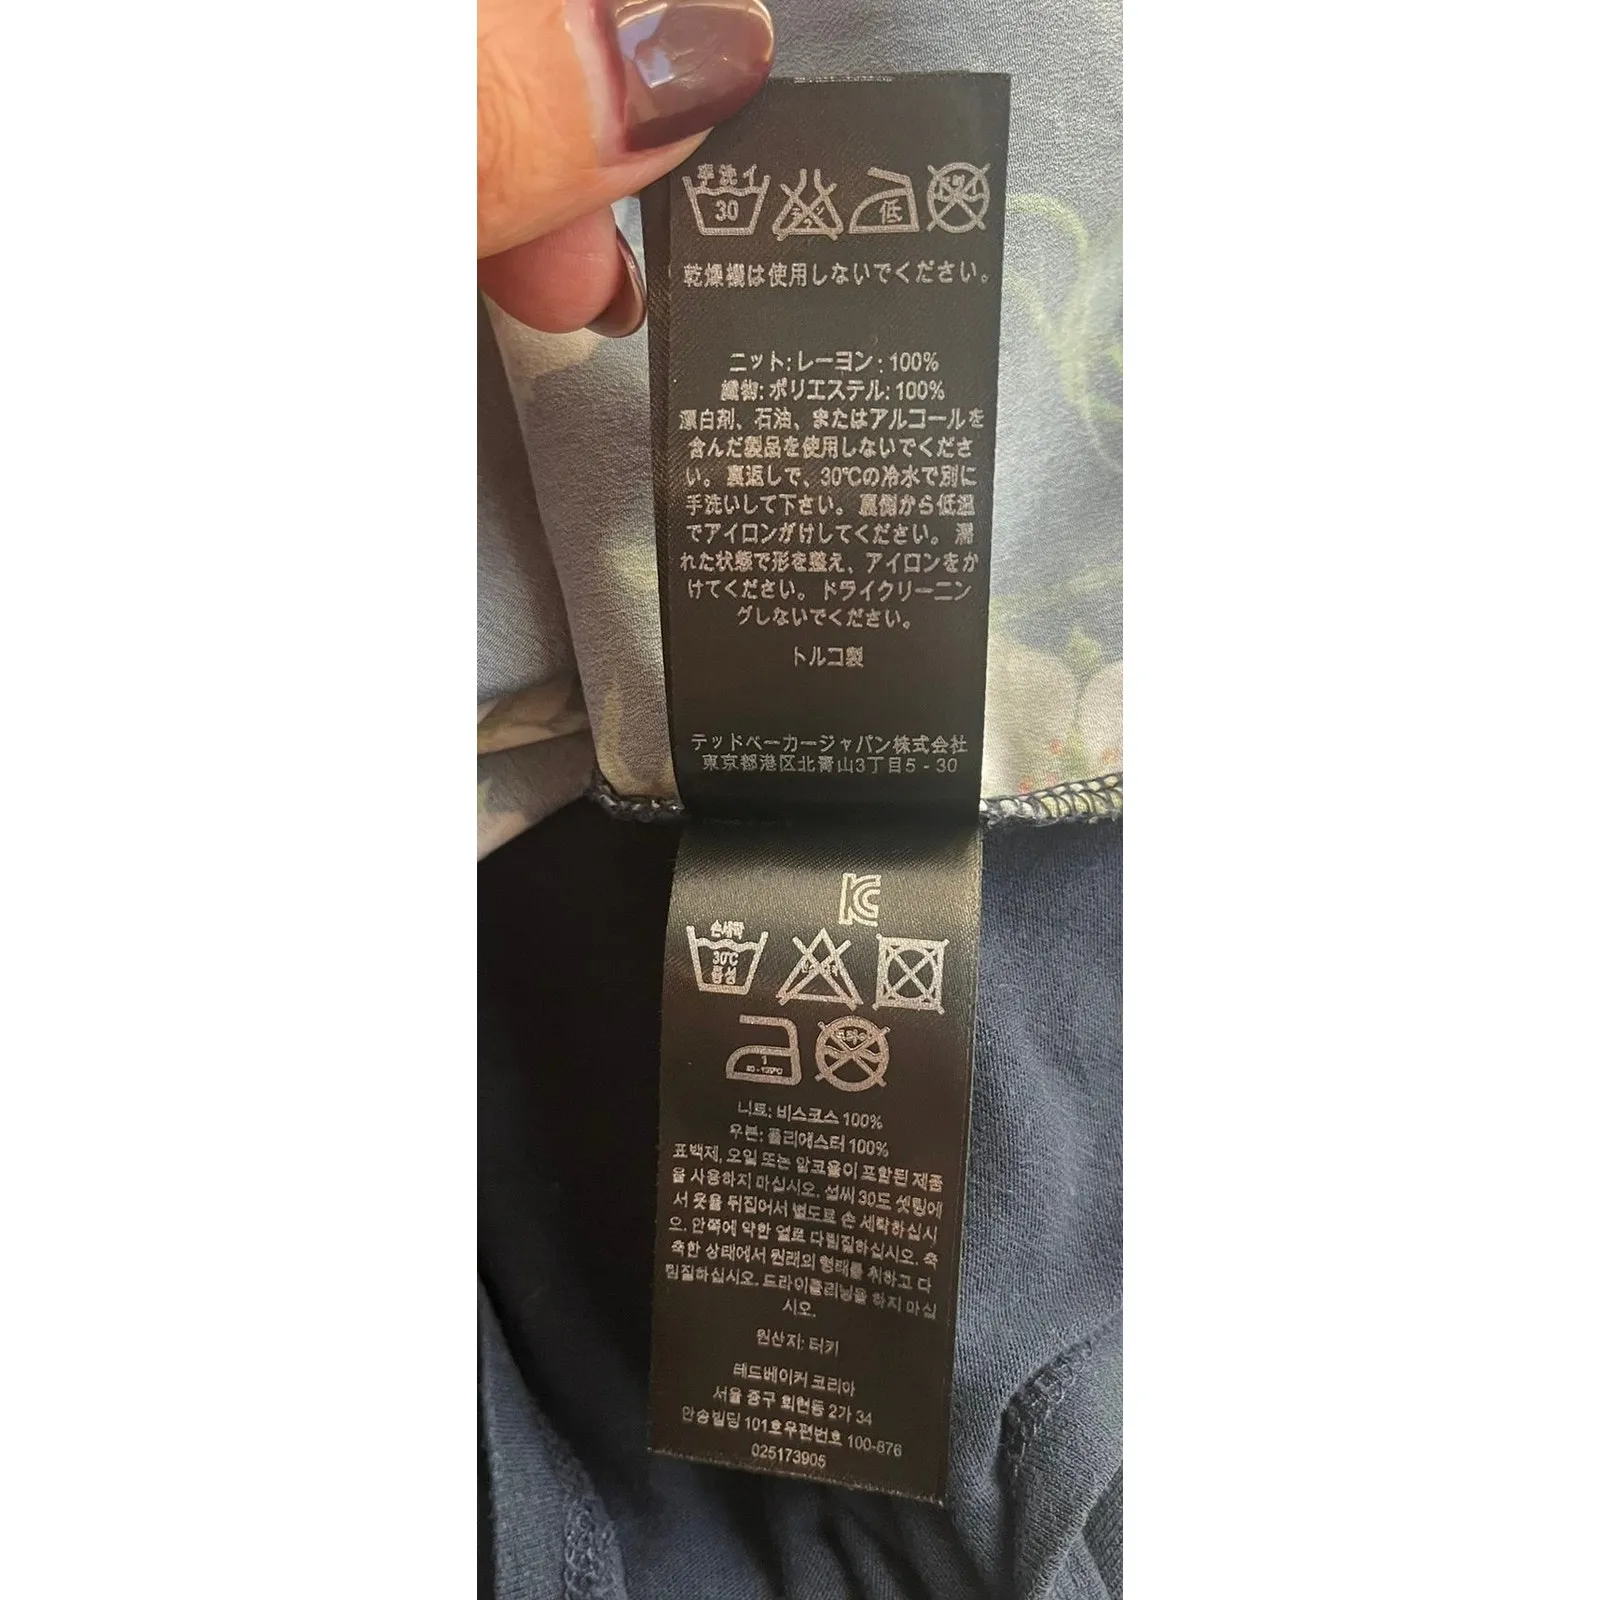 手洗イ
30
低
乾燥機は使用しないでください。
ニット: レーヨン: 100%
織物: ポリエステル: 100%
漂白剤、石油、またはアルコールを
含んだ製品を使用しないでくださ
い。裏返しで、30℃の冷水で別に
手洗いして下さい。裏側から低温
でアイロンがけしてください。濡
れた状態で形を整え、アイロンをか
けてください。ドライクリーニン
グしないでください。
トルコ製
テッドベーカージャパン株式会社
東京都港区北青山3丁目5-30
손세탁
30℃
중성
1
80-120℃
드라이
니트: 비스코스 100%
우븐: 폴리에스터 100%
표백제, 오일 또는 알코올이 포함된 제품
을 사용하지 마십시오. 섭씨 30도 셋팅에
서 옷을 뒤집어서 별도로 손 세탁하십시
오. 안쪽에 약한 열로 다림질하십시오. 축
축한 상태에서 원래의 형태를 취하고 다
림질하십시오. 드라이클리닝을 하지 마십
시오.
원산지: 터키
테드베이커 코리아
서울 중구 회현동 2가 34
안송빌딩 101호우편번호 100-876
025173905